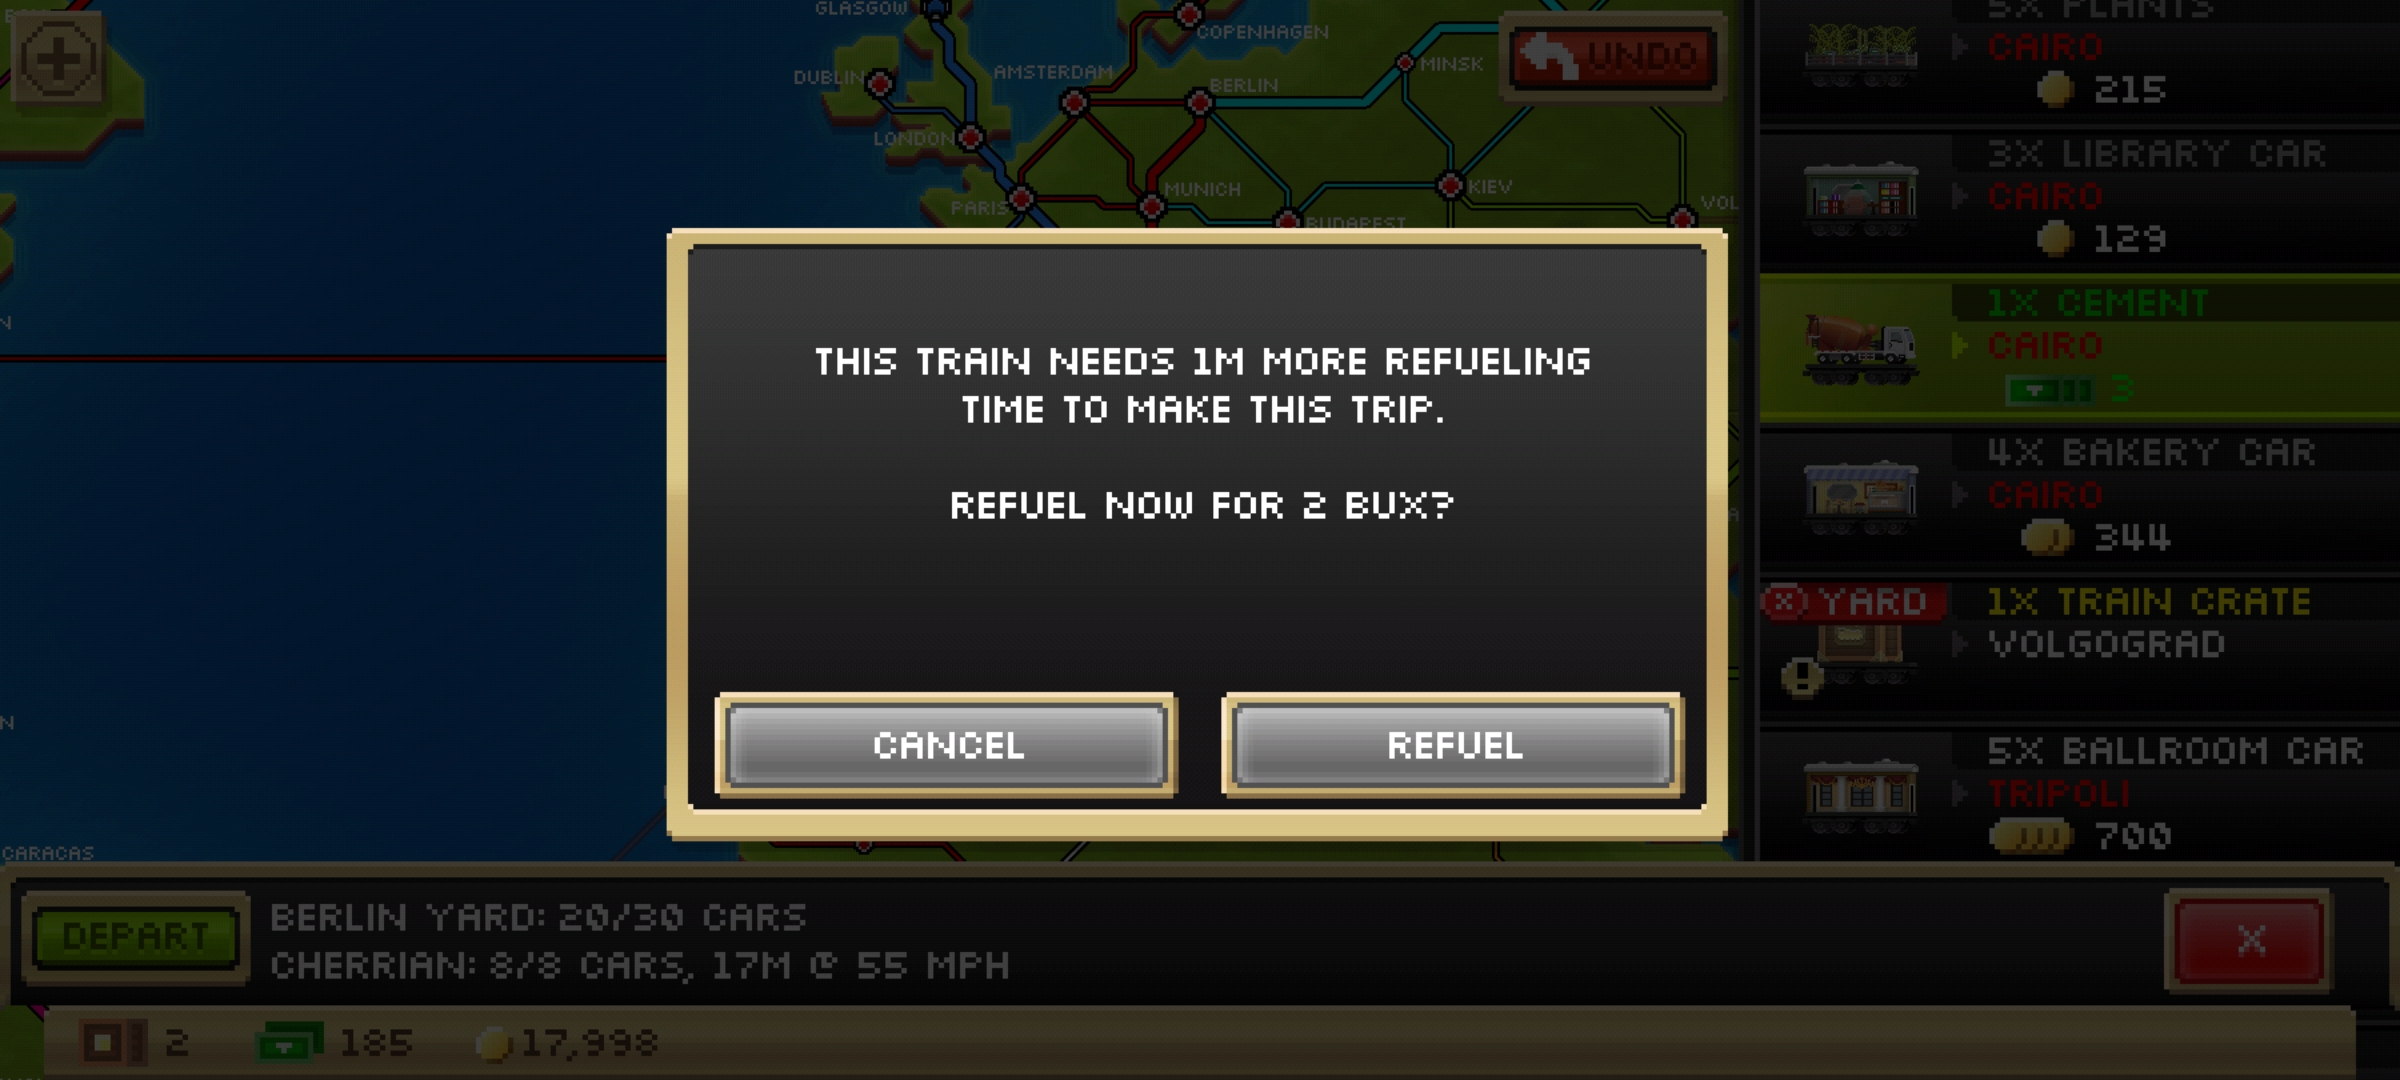 GLASGOW
COPENHAGEN
DUBLIN
AMSTERDAM
BERLIN
MINSK
UNDO
LONDON
PARIS
MUNICH
KIEV
BUDAPEST
VOL
5X PLANTS
CAIRO
215
3X LIBRARY CAR
CAIRO
129
1X CEMENT
CAIRO
3
4X BAKERY CAR
CAIRO
344
YARD
1X TRAIN CRATE
VOLGOGRAD
5X BALLROOM CAR
TRIPOLI
700
THIS TRAIN NEEDS 1M MORE REFUELING
TIME TO MAKE THIS TRIP.
REFUEL NOW FOR 2 BUX?
CANCEL
REFUEL
N
N
CARACAS
DEPART
BERLIN YARD: 20/30 CARS
CHERRIAN: 8/8 CARS, 17M @ 55 MPH
X
2
185
17,998